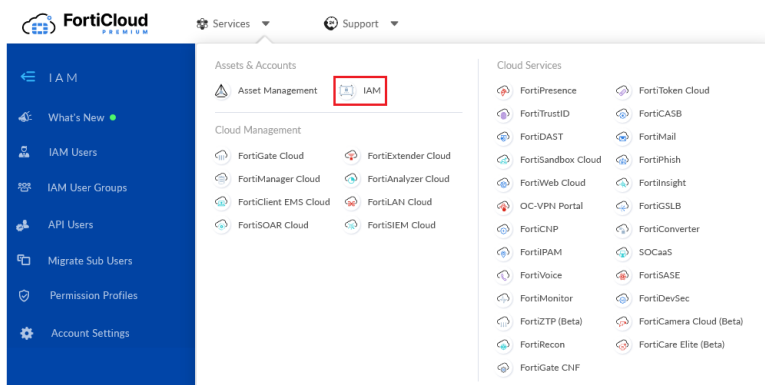 FortiCloud
PREMIUM
Services
Support
IAM
What's New
IAM Users
IAM User Groups
API Users
Migrate Sub Users
Permission Profiles
Account Settings
Assets & Accounts
Asset Management
IAM
Cloud Management
FortiGate Cloud
FortiExtender Cloud
FortiManager Cloud
FortiAnalyzer Cloud
FortiClient EMS Cloud
FortiLAN Cloud
FortiSOAR Cloud
FortiSIEM Cloud
Cloud Services
FortiPresence
FortiToken Cloud
FortiTrustID
FortiCASB
FortiDAST
FortiMail
FortiSandbox Cloud
FortiPhish
FortiWeb Cloud
FortiInsight
OC-VPN Portal
FortiGSLB
FortiCNP
FortiConverter
FortiIPAM
SOCaaS
FortiVoice
FortiSASE
FortiMonitor
FortiDevSec
FortiZTP (Beta)
FortiCamera Cloud (Beta)
FortiRecon
FortiCare Elite (Beta)
FortiGate CNF